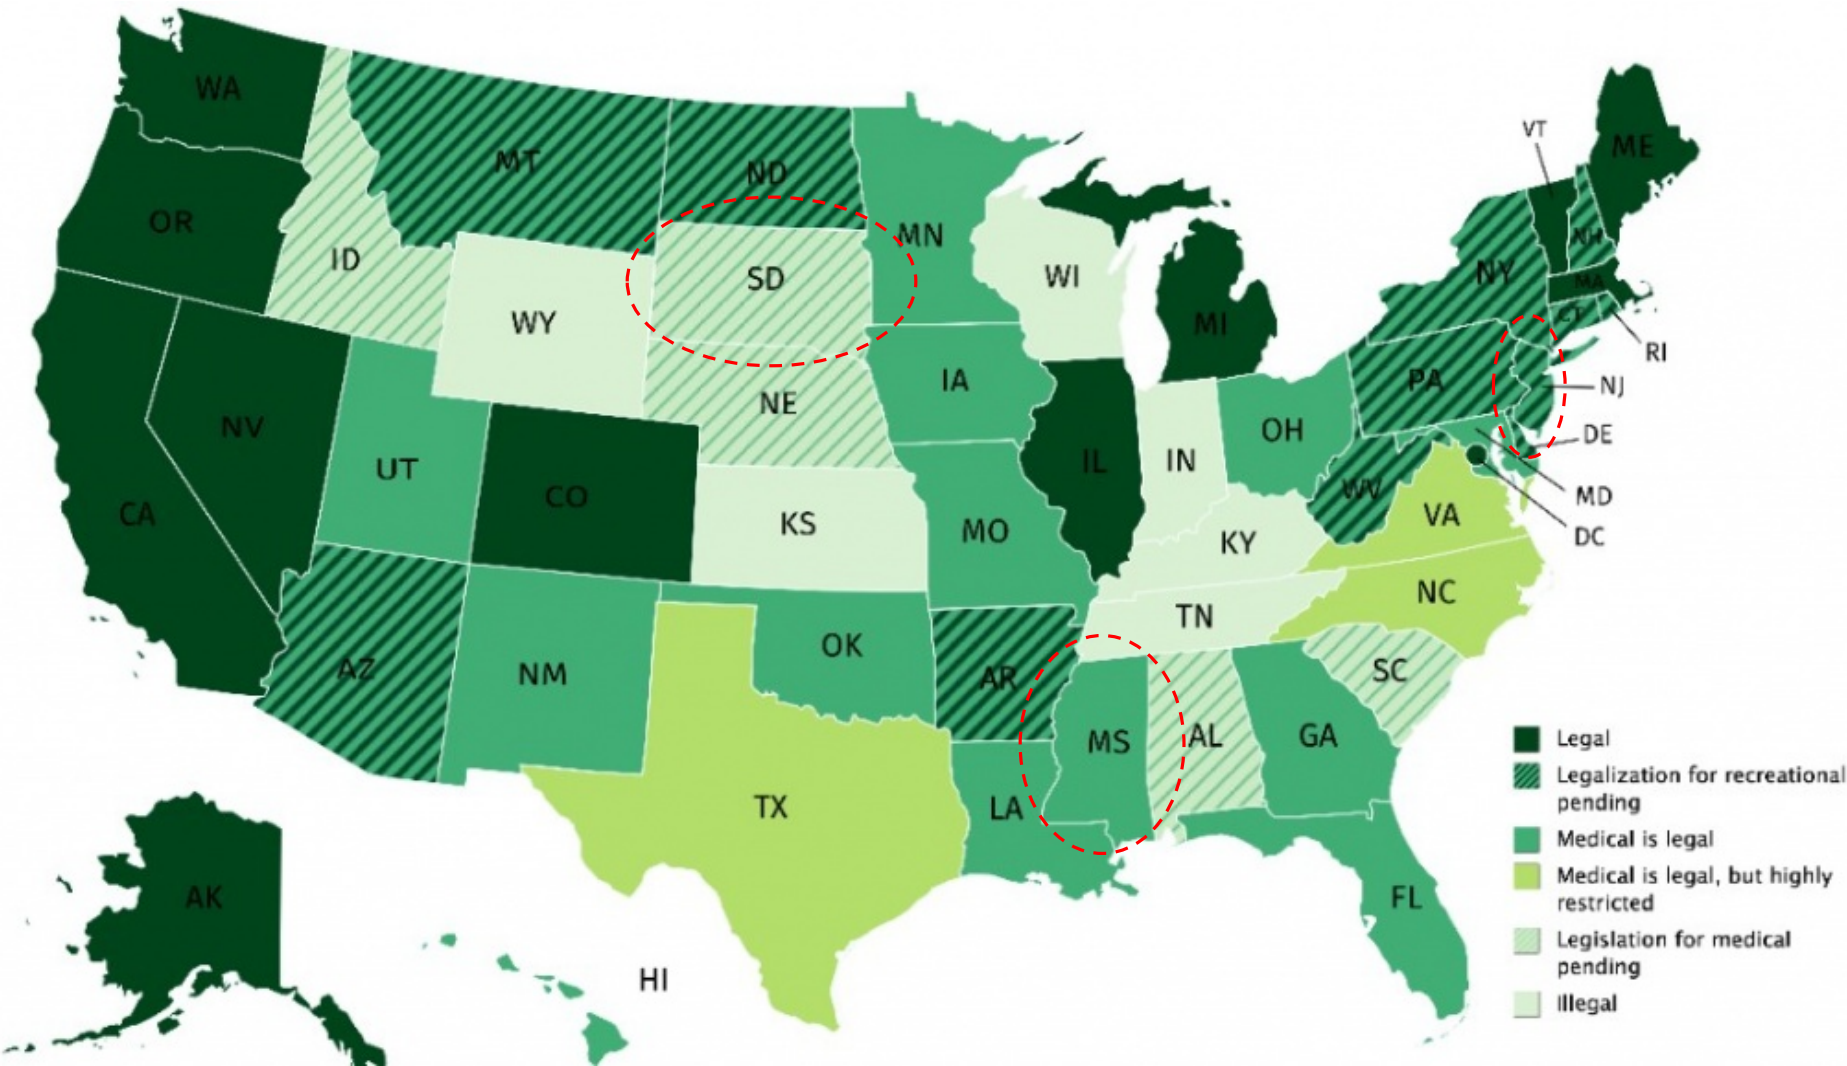 WA
MT
ND
VT
ME
OR
ID
SD
MN
WI
NY
NH
MA
WY
MI
CT
RI
IA
PA
NJ
NV
NE
OH
DE
UT
CO
IL
IN
WV
MD
CA
KS
MO
KY
VA
DC
NC
TN
AZ
NM
OK
AR
SC
MS
AL
GA
TX
LA
AK
FL
HI
Legal
Legalization for recreational
pending
Medical is legal
Medical is legal, but highly
restricted
Legislation for medical
pending
Illegal